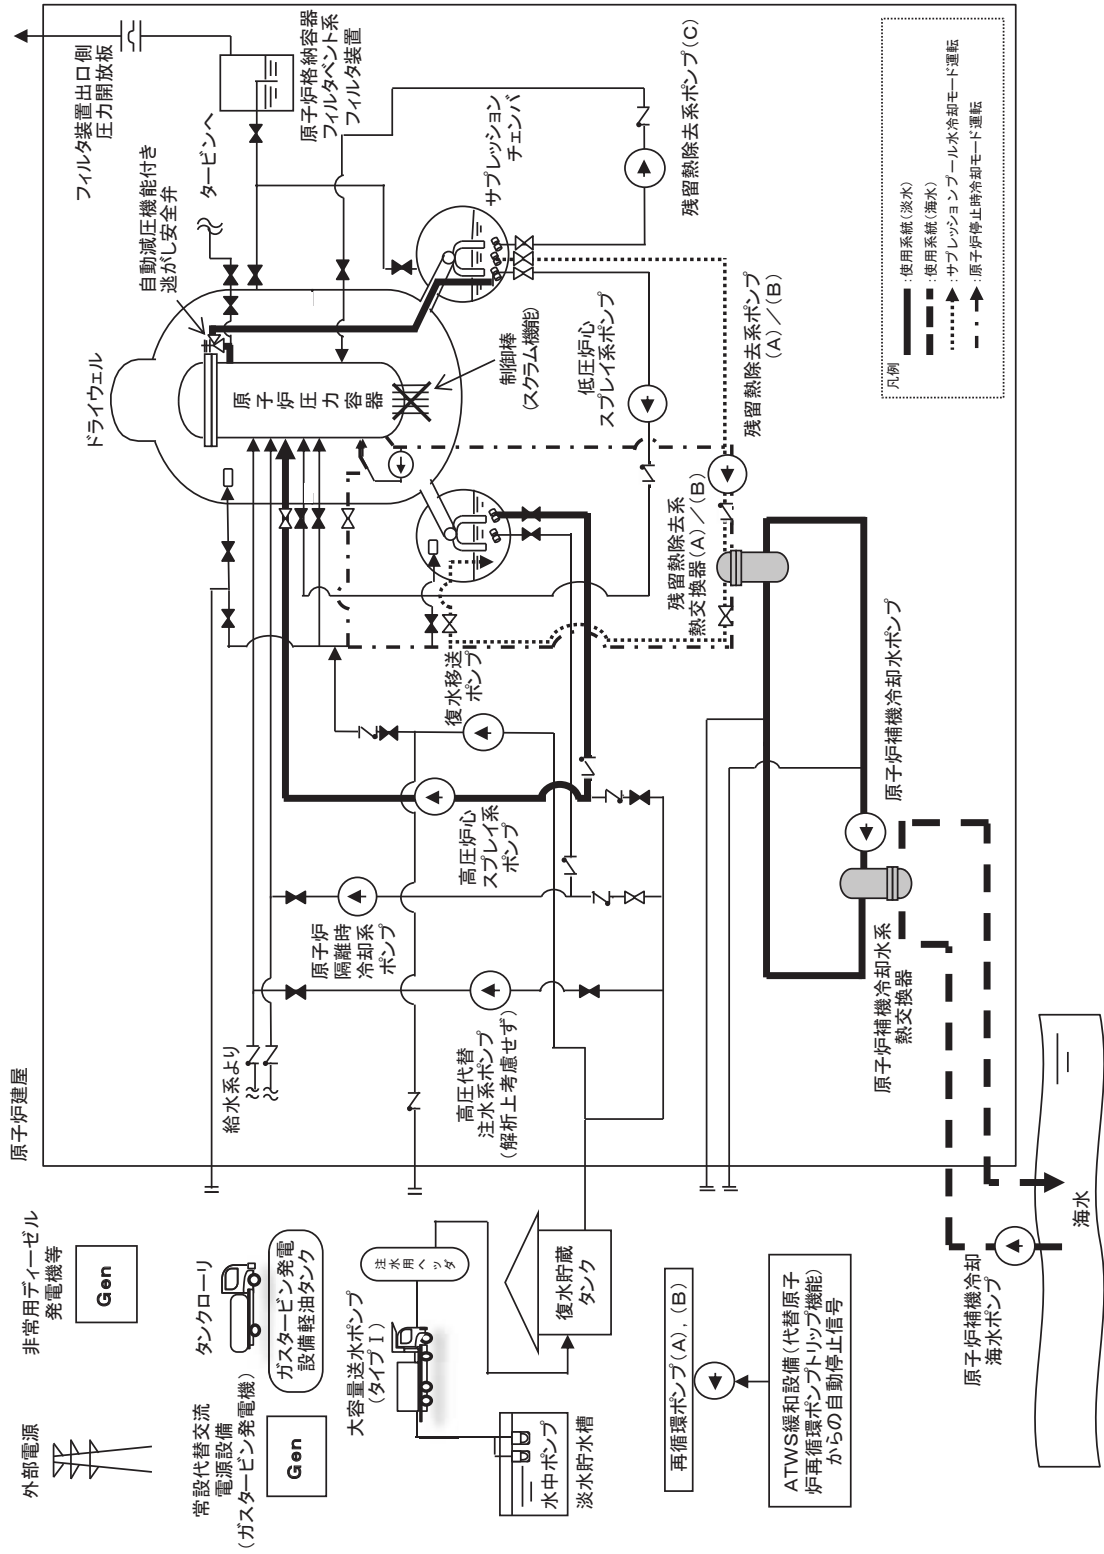 外部電源
非常用ディーゼル
発電機等
Gen
常設代替交流
電源設備
(ガスタービン発電機)
Gen
タンクローリ
ガスタービン発電
設備軽油タンク
大容量送水ポンプ
(タイプⅠ)
注水用ヘッダ
水中ポンプ
淡水貯水槽
復水貯蔵
タンク
再循環ポンプ(A),(B)
ATWS緩和設備(代替原子
炉再循環ポンプトリップ機能)
からの自動停止信号
原子炉建屋
フィルタ装置出口側
圧力開放板
原子炉格納容器
フィルタベント系
フィルタ装置
タービンへ
自動減圧機能付き
逃がし安全弁
ドライウェル
原子炉圧力容器
制御棒
(スクラム機能)
サプレッション
チェンバ
残留熱除去系ポンプ(C)
低圧炉心
スプレイ系ポンプ
残留熱除去系ポンプ
(A)/(B)
残留熱除去系
熱交換器(A)/(B)
復水移送
ポンプ
高圧炉心
スプレイ系
ポンプ
原子炉
隔離時
冷却系
ポンプ
給水系より
高圧代替
注水系ポンプ
(解析上考慮せず)
原子炉補機冷却水ポンプ
原子炉補機冷却水系
熱交換器
原子炉補機冷却
海水ポンプ
海水
凡例
:使用系統(淡水)
:使用系統(海水)
:サプレッションプール水冷却モード運転
:原子炉停止時冷却モード運転